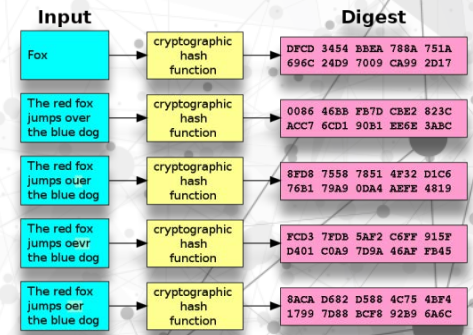 Input
Digest
Fox
cryptographic
hash
function
DFCD 3454 BBEA 788A 751A
696C 24D9 7009 CA99 2D17
The red fox
jumps over
the blue dog
cryptographic
hash
function
0086 46BB FB7D CBE2 823C
ACC7 6CD1 90B1 EE6E 3ABC
The red fox
jumps ouer
the blue dog
cryptographic
hash
function
8FD8 7558 7851 4F32 D1C6
76B1 79A9 0DA4 AEFE 4819
The red fox
jumps oevr
the blue dog
cryptographic
hash
function
FCD3 7FDB 5AF2 C6FF 915F
D401 C0A9 7D9A 46AF FB45
The red fox
jumps oer
the blue dog
cryptographic
hash
function
8ACA D682 D588 4C75 4BF4
1799 7D88 BCF8 92B9 6A6C